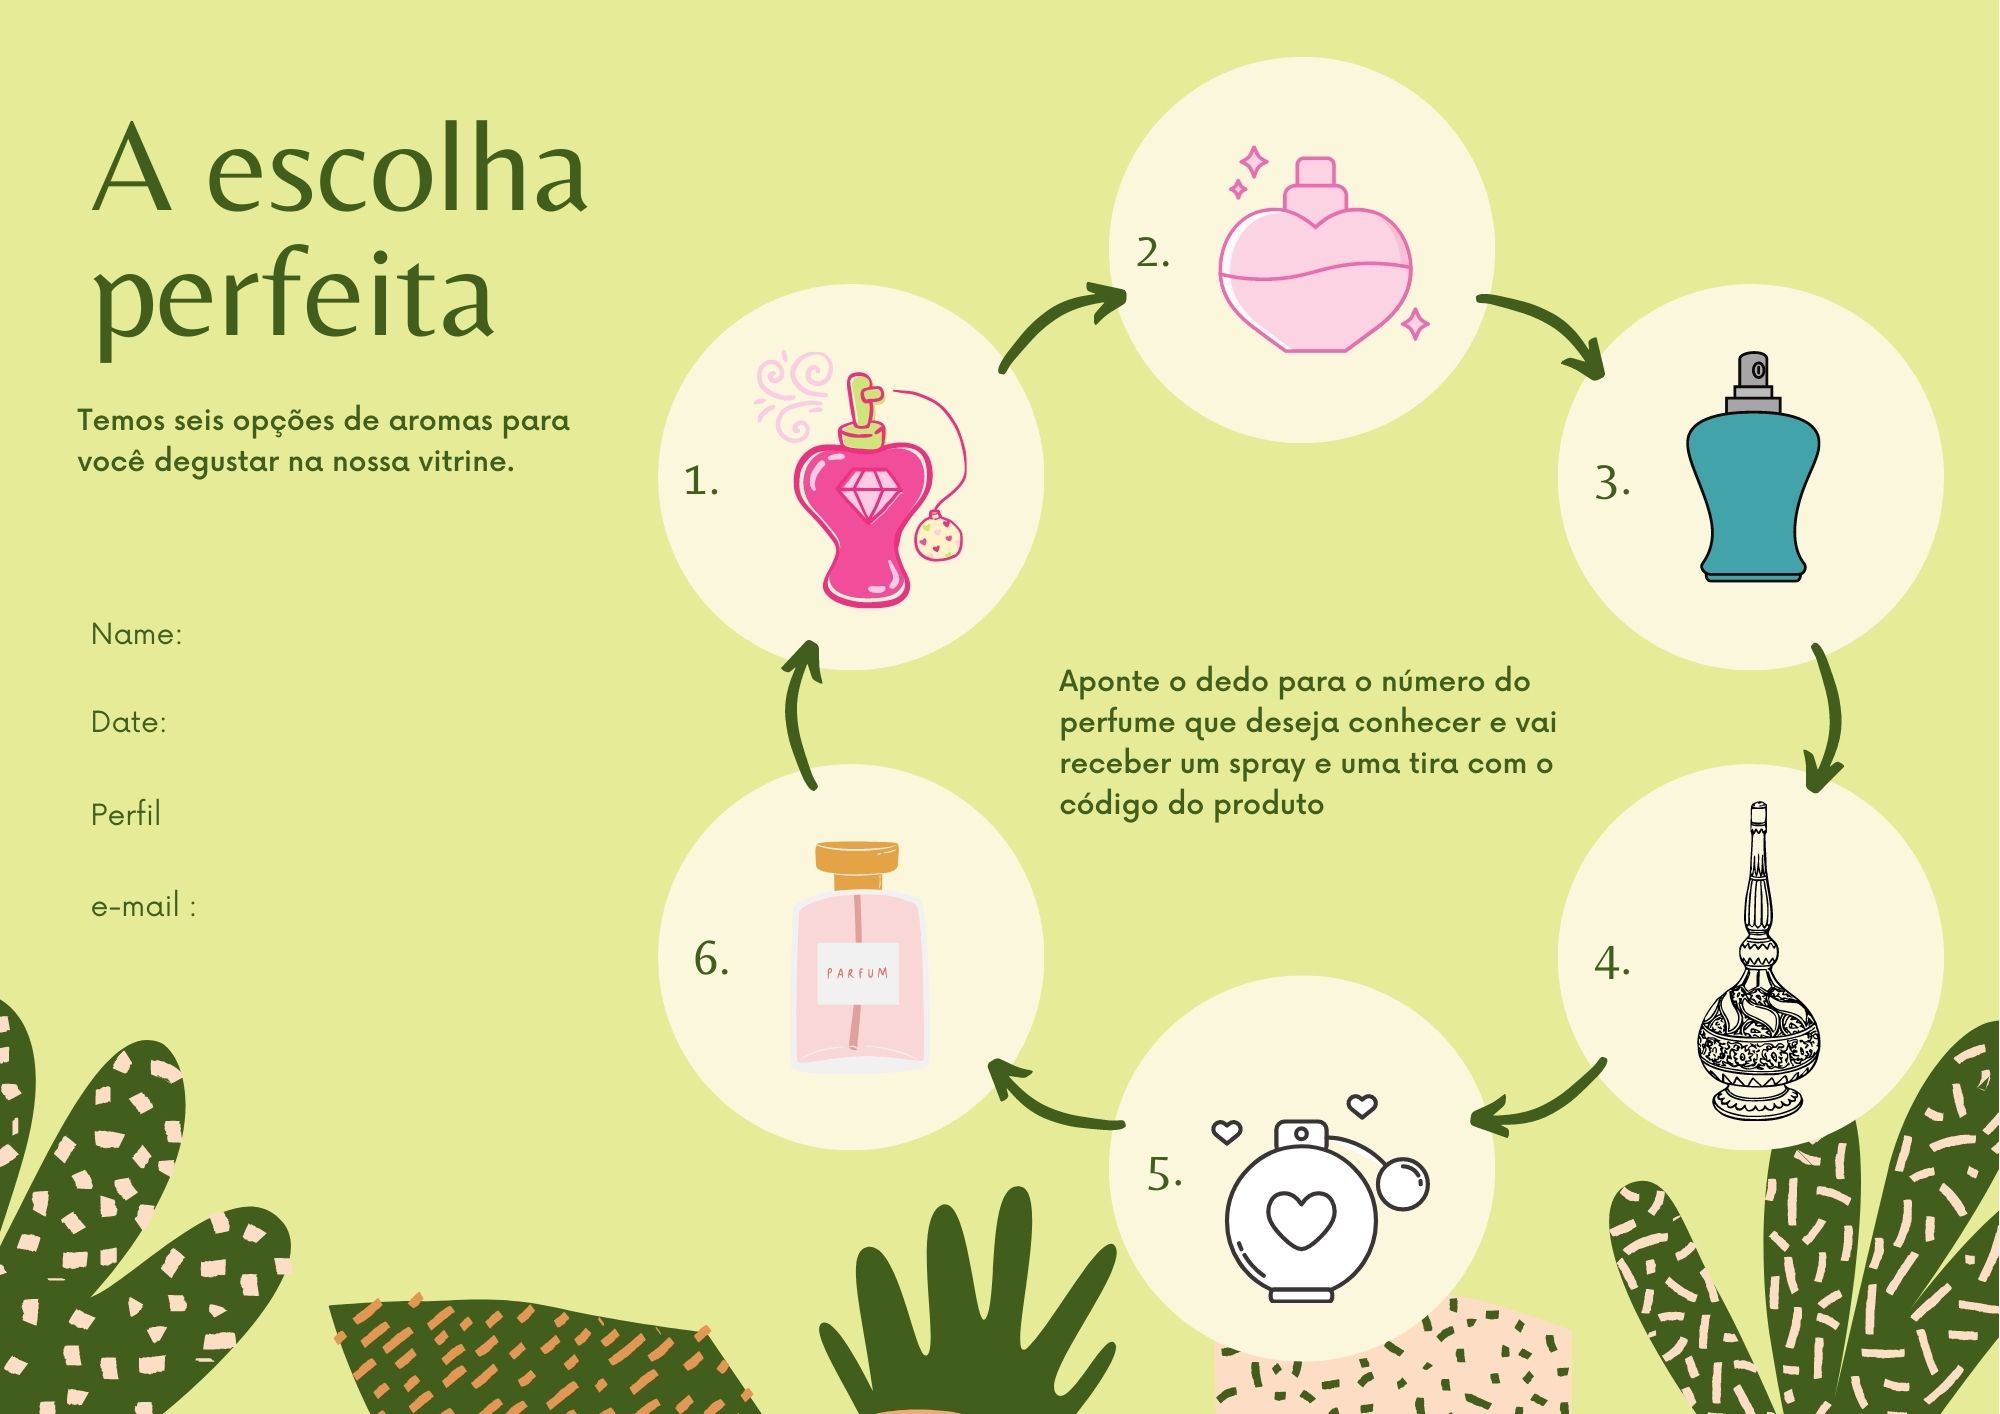 A escolha
perfeita
Temos seis opções de aromas para
você degustar na nossa vitrine.
Name:
Date:
Perfil
e-mail :
1.
2.
3.
4.
5.
6.
PARFUM
Aponte o dedo para o número do
perfume que deseja conhecer e vai
receber um spray e uma tira com o
código do produto